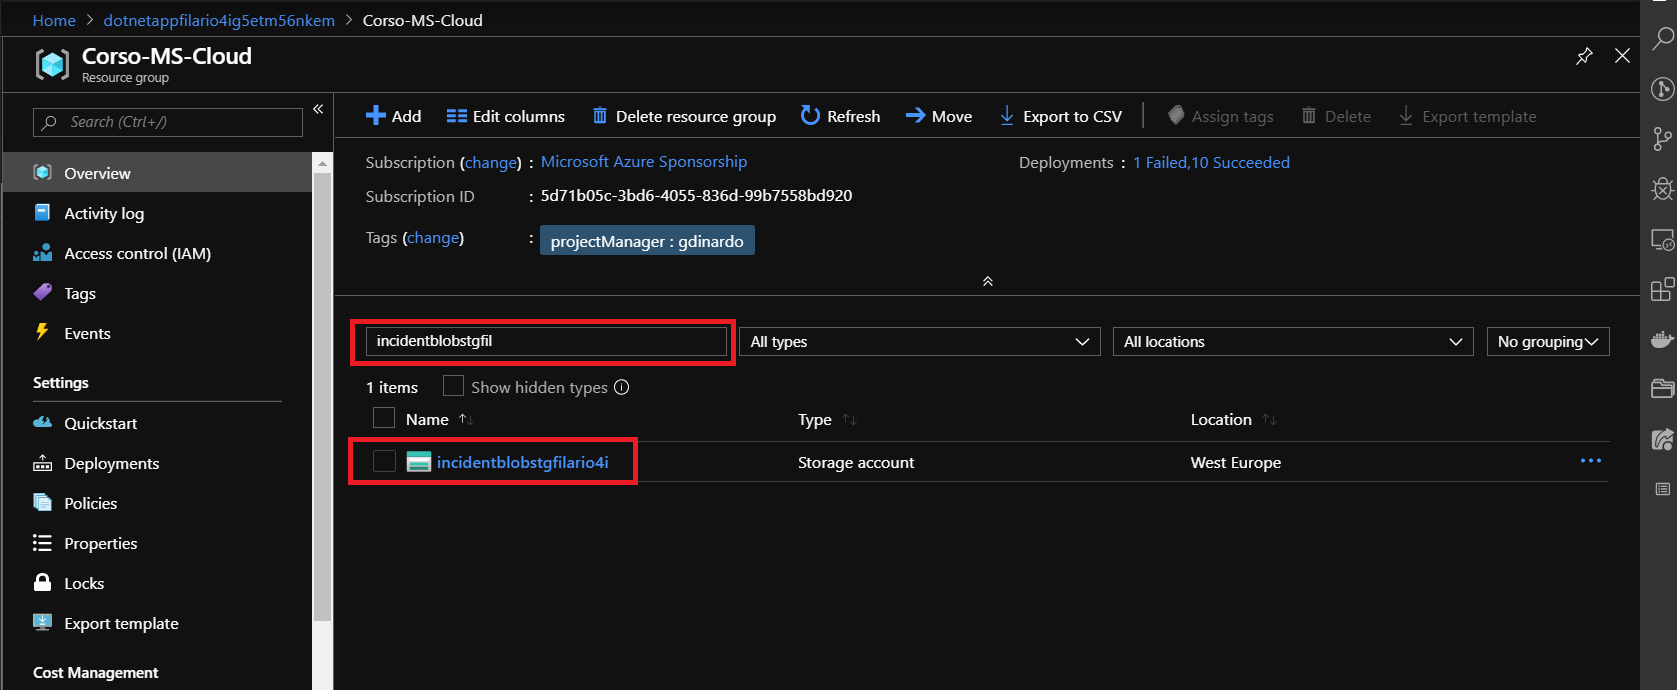 Home > dotnetappfilario4ig5etm56nkem > Corso-MS-Cloud
Corso-MS-Cloud
Resource group
Search (Ctrl+/)
Overview
Activity log
Access control (IAM)
Tags
Events
Settings
Quickstart
Deployments
Policies
Properties
Locks
Export template
Cost Management
Add Edit columns Delete resource group Refresh Move Export to CSV Assign tags Delete Export template
Subscription (change) : Microsoft Azure Sponsorship Deployments : 1 Failed,10 Succeeded
Subscription ID : 5d71b05c-3bd6-4055-836d-99b7558bd920
Tags (change) : projectManager : gdinardo
incidentblobstgfil All types All locations No grouping
1 items Show hidden types
Name Type Location
incidentblobstgfilario4i Storage account West Europe